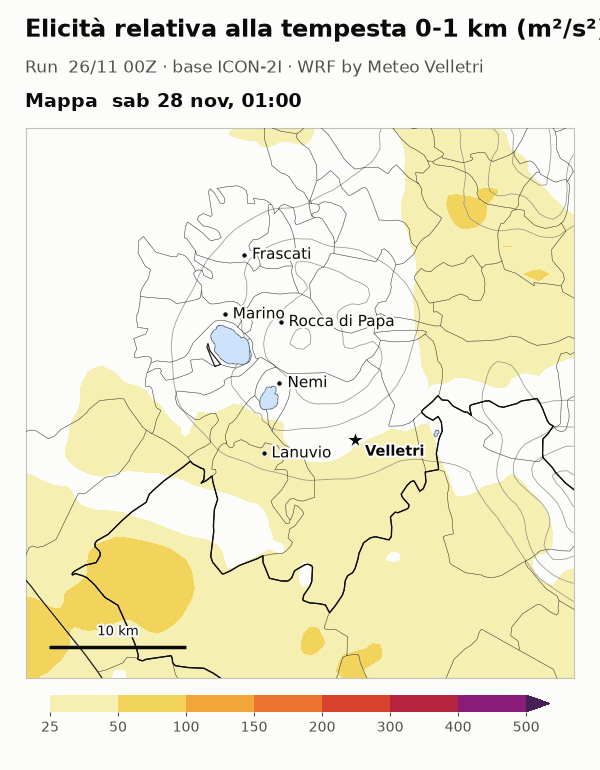 Elicità relativa alla tempesta 0-1 km (m²/s²)
Run 26/11 00Z · base ICON-2I · WRF by Meteo Velletri
Mappa sab 28 nov, 01:00
Frascati
Marino
Rocca di Papa
Nemi
Velletri
Lanuvio
10 km
25 50 100 150 200 300 400 500